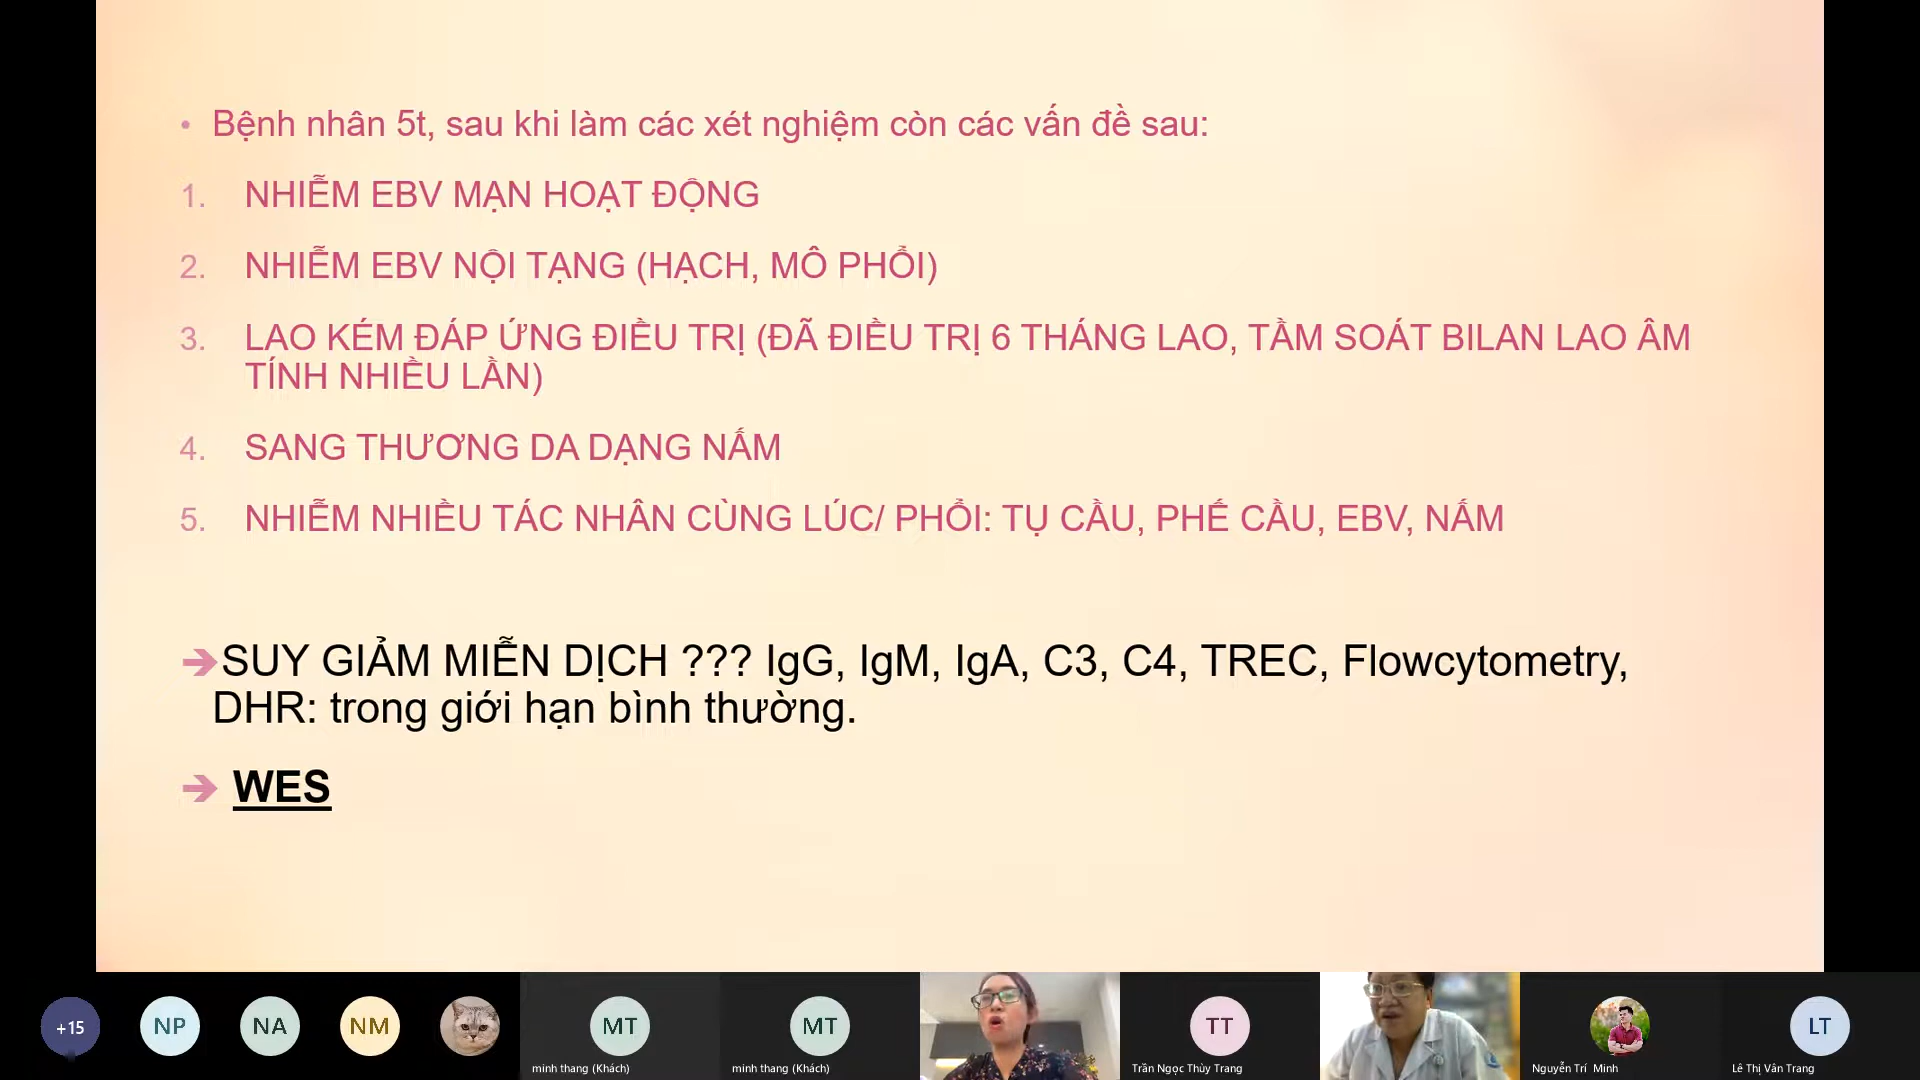 • Bệnh nhân 5t, sau khi làm các xét nghiệm còn các vấn đề sau:
1. NHIỄM EBV MẠN HOẠT ĐỘNG
2. NHIỄM EBV NỘI TẠNG (HẠCH, MÔ PHỔI)
3. LAO KÉM ĐÁP ỨNG ĐIỀU TRỊ (ĐÃ ĐIỀU TRỊ 6 THÁNG LAO, TẦM SOÁT BILAN LAO ÂM
TÍNH NHIỀU LẦN)
4. SANG THƯƠNG DA DẠNG NẤM
5. NHIỄM NHIỀU TÁC NHÂN CÙNG LÚC/ PHỔI: TỤ CẦU, PHẾ CẦU, EBV, NẤM
➔SUY GIẢM MIỄN DỊCH ??? IgG, IgM, IgA, C3, C4, TREC, Flowcytometry,
DHR: trong giới hạn bình thường.
➔ WES
+15
NP
NA
NM
MT
MT
TT
LT
minh thang (Khách)
minh thang (Khách)
Trần Ngọc Thùy Trang
Nguyễn Trí Minh
Lê Thị Vân Trang